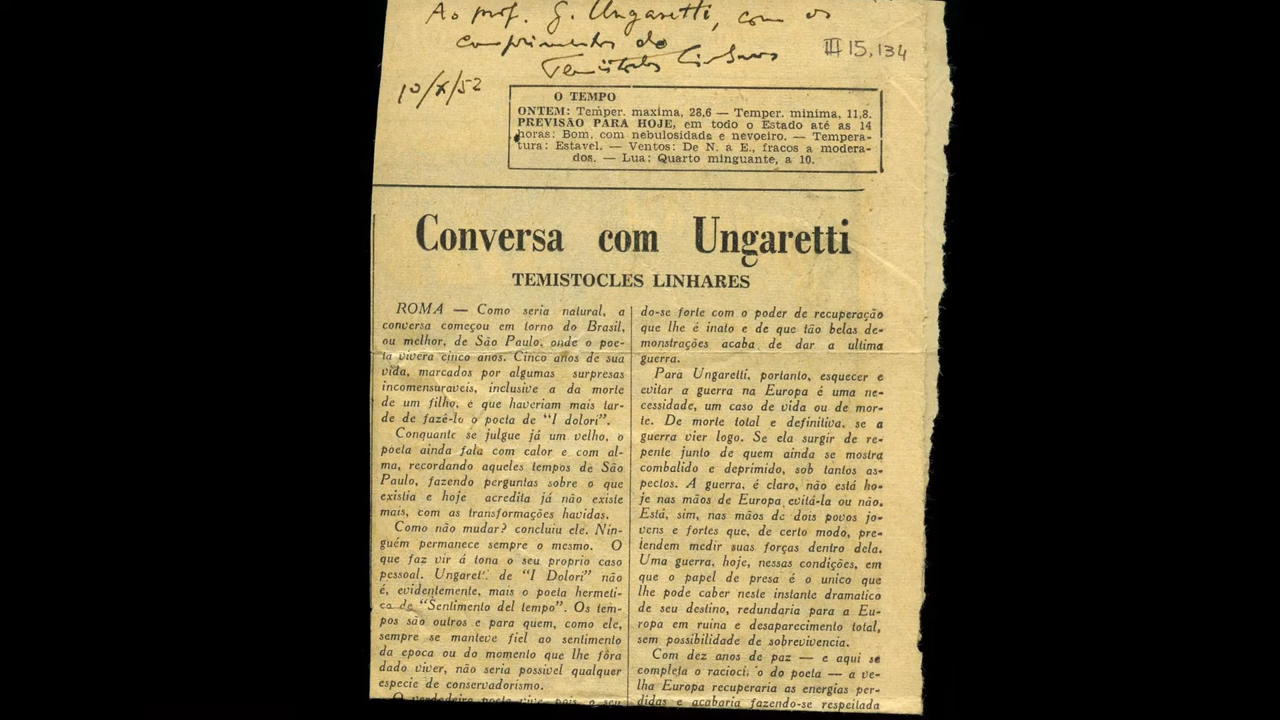 Ao prof. G. Ungaretti, com os
comprimentos do
Temístocles Linhares
III 15,134
10/X/52
O TEMPO
ONTEM: Temper. maxima, 28,6 — Temper. minima, 11,8.
PREVISÃO PARA HOJE, em todo o Estado até as 14
horas: Bom, com nebulosidade e nevoeiro. — Tempera-
tura: Estavel. — Ventos: De N. a E., fracos a modera-
dos. — Lua: Quarto minguante, a 10.
Conversa com Ungaretti
TEMISTOCLES LINHARES
ROMA — Como seria natural, a
conversa começou em torno do Brasil,
ou melhor, de São Paulo, onde o poe-
ta vivera cinco anos. Cinco anos de sua
vida, marcados por algumas surpresas
incomensuraveis, inclusive a da morte
de um filho, e que haveriam mais tar-
de de fazê-lo o poeta de "I dolori".
Conquante se julgue já um velho, o
poeta ainda fala com calor e com al-
ma, recordando aqueles tempos de São
Paulo, fazendo perguntas sobre o que
existia e hoje acredita já não existe
mais, com as transformações havidas.
Como não mudar? concluiu ele. Nin-
guém permanece sempre o mesmo. O
que faz vir á tona o seu proprio caso
pessoal. Ungaret.: de "I Dolori" não
é, evidentemente, mais o poeta hermeti-
co de "Sentimento del tempo". Os tem-
pos são outros e para quem, como ele,
sempre se manteve fiel ao sentimento
da epoca ou do momento que lhe fôra
dado viver, não seria possivel qualquer
especie de conservadorismo.
O verdadeiro poeta vive, pois, o seu
do-se forte com o poder de recuperação
que lhe é inato e de que tão belas de-
monstrações acaba de dar a ultima
guerra.
Para Ungaretti, portanto, esquecer e
evitar a guerra na Europa é uma ne-
cessidade, um caso de vida ou de mor-
te. De morte total e definitiva, se a
guerra vier logo. Se ela surgir de re-
pente junto de quem ainda se mostra
combalido e deprimido, sob tantos as-
pectos. A guerra, é claro, não está ho-
je nas mãos de Europa evitá-la ou não.
Está, sim, nas mãos de dois povos jo-
vens e fortes que, de certo modo, pre-
tendem medir suas forças dentro dela.
Uma guerra, hoje, nessas condições, em
que o papel de presa é o unico que
lhe pode caber neste instante dramatico
de seu destino, redundaria para a Eu-
ropa em ruina e desaparecimento total,
sem possibilidade de sobrevivencia.
Com dez anos de paz — e aqui se
completa o raciocí.'o do poeta — a ve-
lha Europa recuperaria as energias per-
didas e acabaria fazendo-se respeitada